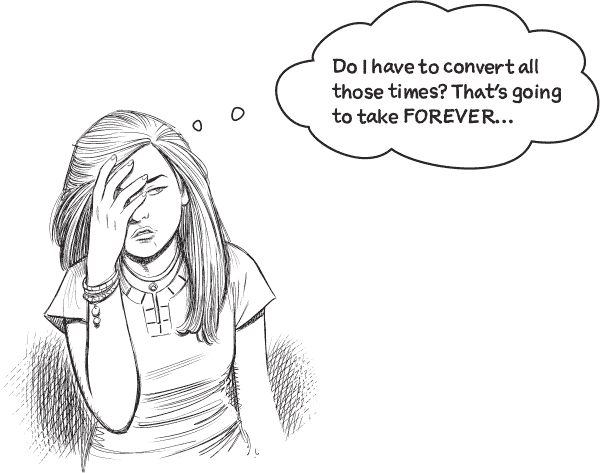 Do I have to convert all
those times? That's going
to take FOREVER...